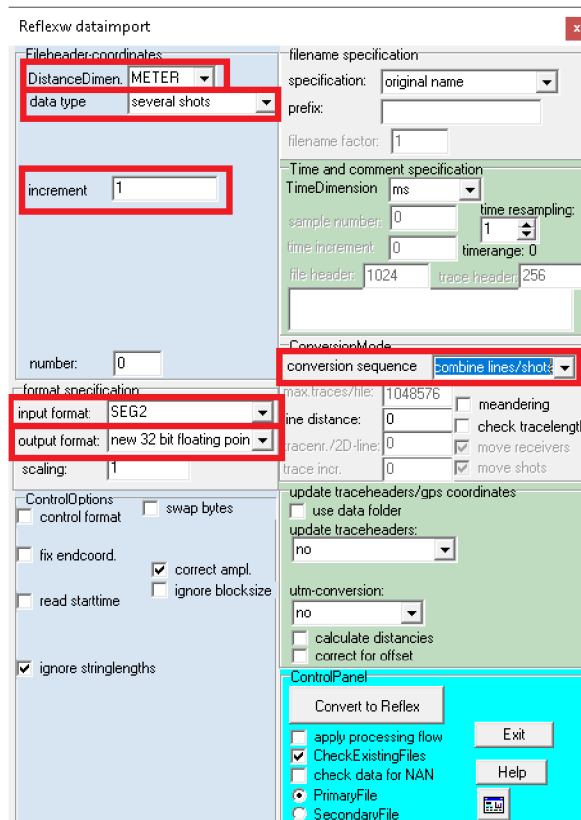 Reflexw dataimport
x
Fileheader-coordinates
DistanceDimen. METER
data type several shots
increment 1
number: 0
format specification
input format: SEG2
output format: new 32 bit floating poin
scaling: 1
ControlOptions
control format
swap bytes
fix endcoord.
correct ampl.
ignore blocksize
read starttime
ignore stringlengths
filename specification
specification: original name
prefix:
filename factor: 1
Time and comment specification
TimeDimension ms
sample number: 0
time resampling:
1
time increment 0
timerange: 0
file header: 1024 trace header: 256
ConversionMode
conversion sequence combine lines/shots
max.traces/file: 1048576
meandering
ine distance: 0
check tracelength
tracenr./2D-line: 0
move receivers
trace incr. 0
move shots
update traceheaders/gps coordinates
use data folder
update traceheaders:
no
utm-conversion:
no
calculate distancies
correct for offset
ControlPanel
Convert to Reflex
apply processing flow
Exit
CheckExistingFiles
check data for NAN
Help
PrimaryFile
SecondaryFile